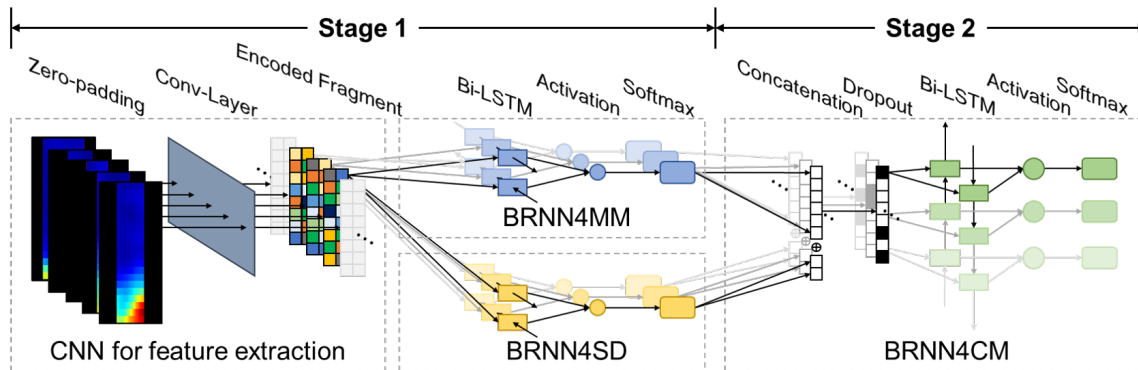 Stage 1
Stage 2
Zero-padding
Conv-Layer
Encoded Fragment
Bi-LSTM
Activation
Softmax
Concatenation
Dropout
Bi-LSTM
Activation
Softmax
BRNN4MM
CNN for feature extraction
BRNN4SD
BRNN4CM